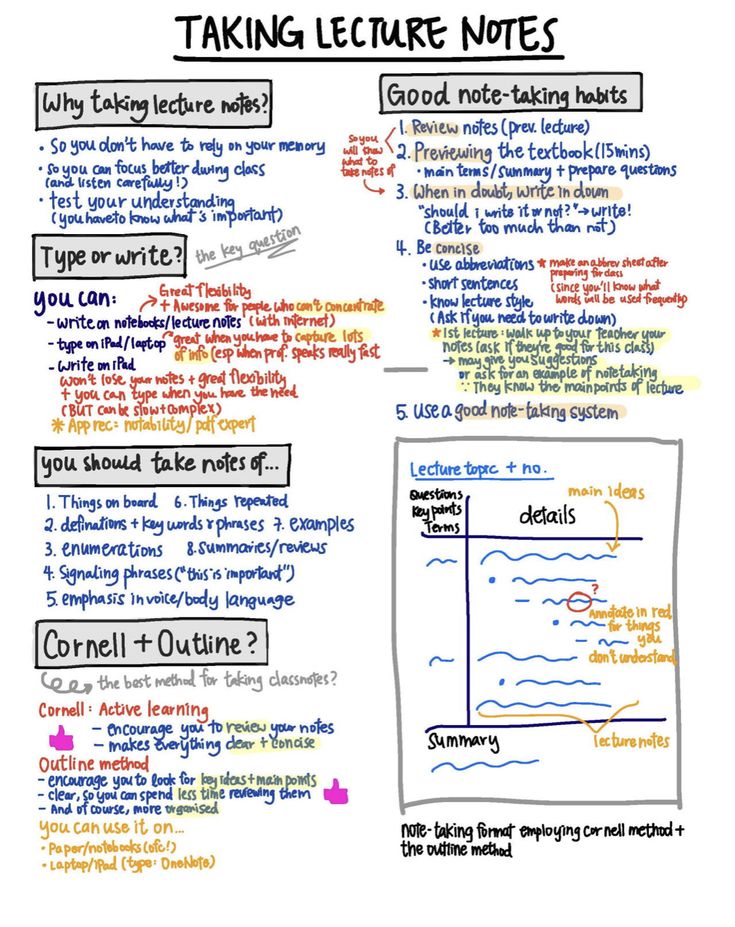 TAKING LECTURE NOTES
Why taking lecture notes?
• So you don't have to rely on your memory
• So you can focus better during class
(and listen carefully!)
• test your understanding
(you have to know what's important)
Type or write?
the key question
you can:
Great flexibility
+ Awesome for people who can't concentrate
- write on notebooks/lecture notes (with internet)
- type on iPad/laptop
great when you have to capture lots
of info (esp when prof. speaks really fast
- Write on iPad
won't lose your notes + great flexibility
+ you can type when you have the need
(BUT can be slow + complex)
* App rec: notability/pdf expert
you should take notes of...
1. Things on board
2. definations + key words & phrases
3. enumerations
4. Signaling phrases ("this is important")
5. emphasis in voice/body language
6. Things repeated
7. examples
8. Summaries/reviews
Cornell + Outline?
the best method for taking classnotes?
Cornell: Active learning
- encourage you to review your notes
- makes everything clear + concise
Outline method
- encourage you to look for key ideas + main points
- clear, so you can spend less time reviewing them
- And of course, more organised
you can use it on...
• Paper/notebooks (ofc!)
• Laptop/iPad (type: OneNote)
Good note-taking habits
So you
will know
what to
take notes of
1. Review notes (prev. lecture)
2. Previewing the textbook (15mins)
• main terms/summary + prepare questions
3. When in doubt, write in down
"should i write it or not?" → write!
(Better too much than not)
4. Be concise
• use abbreviations
* make an abbrev sheet after
preparing for class
(since you'll know what
words will be used frequently)
• short sentences
• know lecture style
(Ask if you need to write down)
* 1st lecture: walk up to your teacher your
notes (ask if they're good for this class)
→ may give you suggestions
or ask for an example of notetaking
∵ They know the main points of lecture
5. Use a good note-taking system
Lecture topic + no.
Questions
Key points
Terms
details
main ideas
?
Annotate in red
for things
you
don't understand
Summary
lecture notes
note-taking format employing cornell method +
the outline method